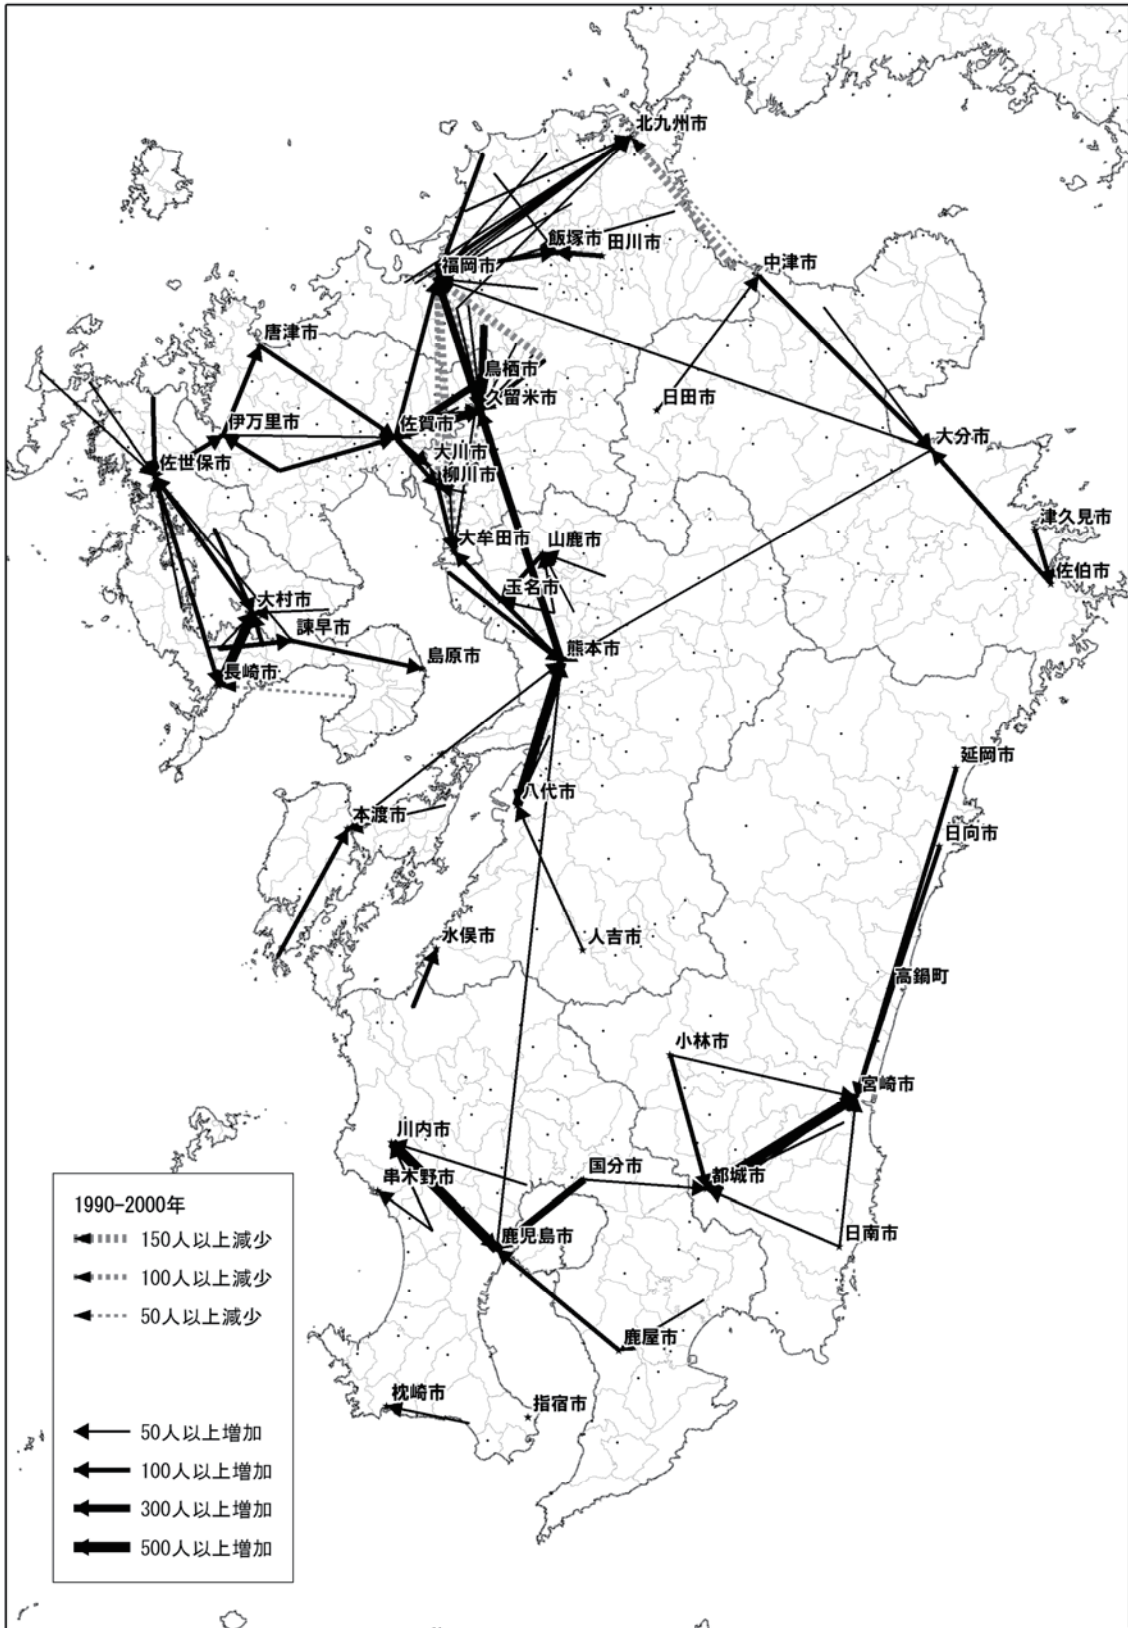 北九州市
飯塚市
田川市
福岡市
中津市
唐津市
鳥栖市
日田市
久留米市
伊万里市
佐賀市
大分市
大川市
佐世保市
柳川市
津久見市
大牟田市
山鹿市
佐伯市
玉名市
大村市
諫早市
熊本市
島原市
長崎市
延岡市
八代市
本渡市
日向市
水俣市
人吉市
高鍋町
小林市
宮崎市
川内市
国分市
都城市
串木野市
鹿児島市
日南市
鹿屋市
枕崎市
指宿市
1990-2000年
150人以上減少
100人以上減少
50人以上減少
50人以上増加
100人以上増加
300人以上増加
500人以上増加